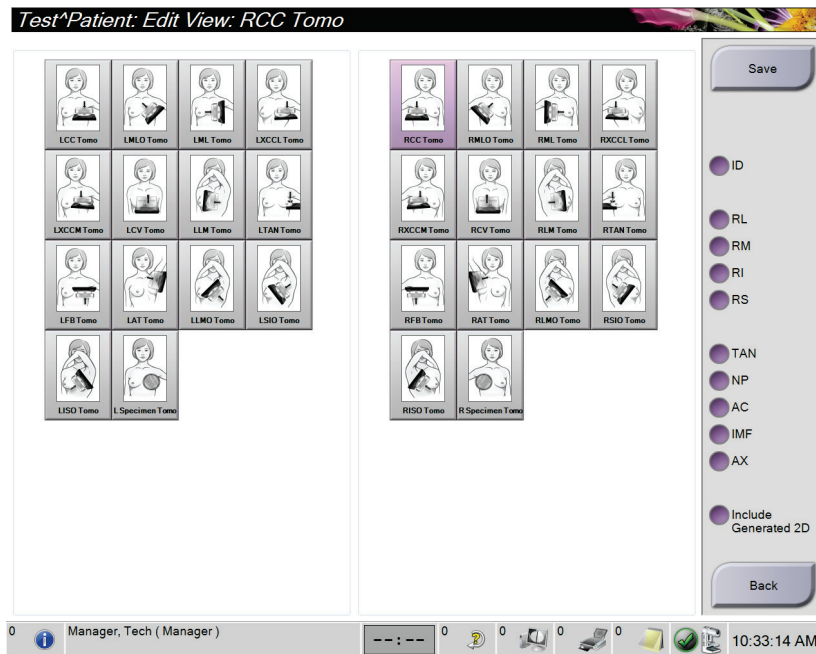 Test^Patient: Edit View: RCC Tomo
LCC Tomo LMLO Tomo LML Tomo LXCCL Tomo
LXCCM Tomo LCV Tomo LLM Tomo LTAN Tomo
LFB Tomo LAT Tomo LLMO Tomo LSIO Tomo
LISO Tomo L Specimen Tomo
RCC Tomo RMLO Tomo RML Tomo RXCCL Tomo
RXCCM Tomo RCV Tomo RLM Tomo RTAN Tomo
RFB Tomo RAT Tomo RLMO Tomo RSIO Tomo
RISO Tomo R Specimen Tomo
Save
ID
RL
RM
RI
RS
TAN
NP
AC
IMF
AX
Include
Generated 2D
Back
0 Manager, Tech ( Manager ) --:-- 0 0 0 0 10:33:14 AM